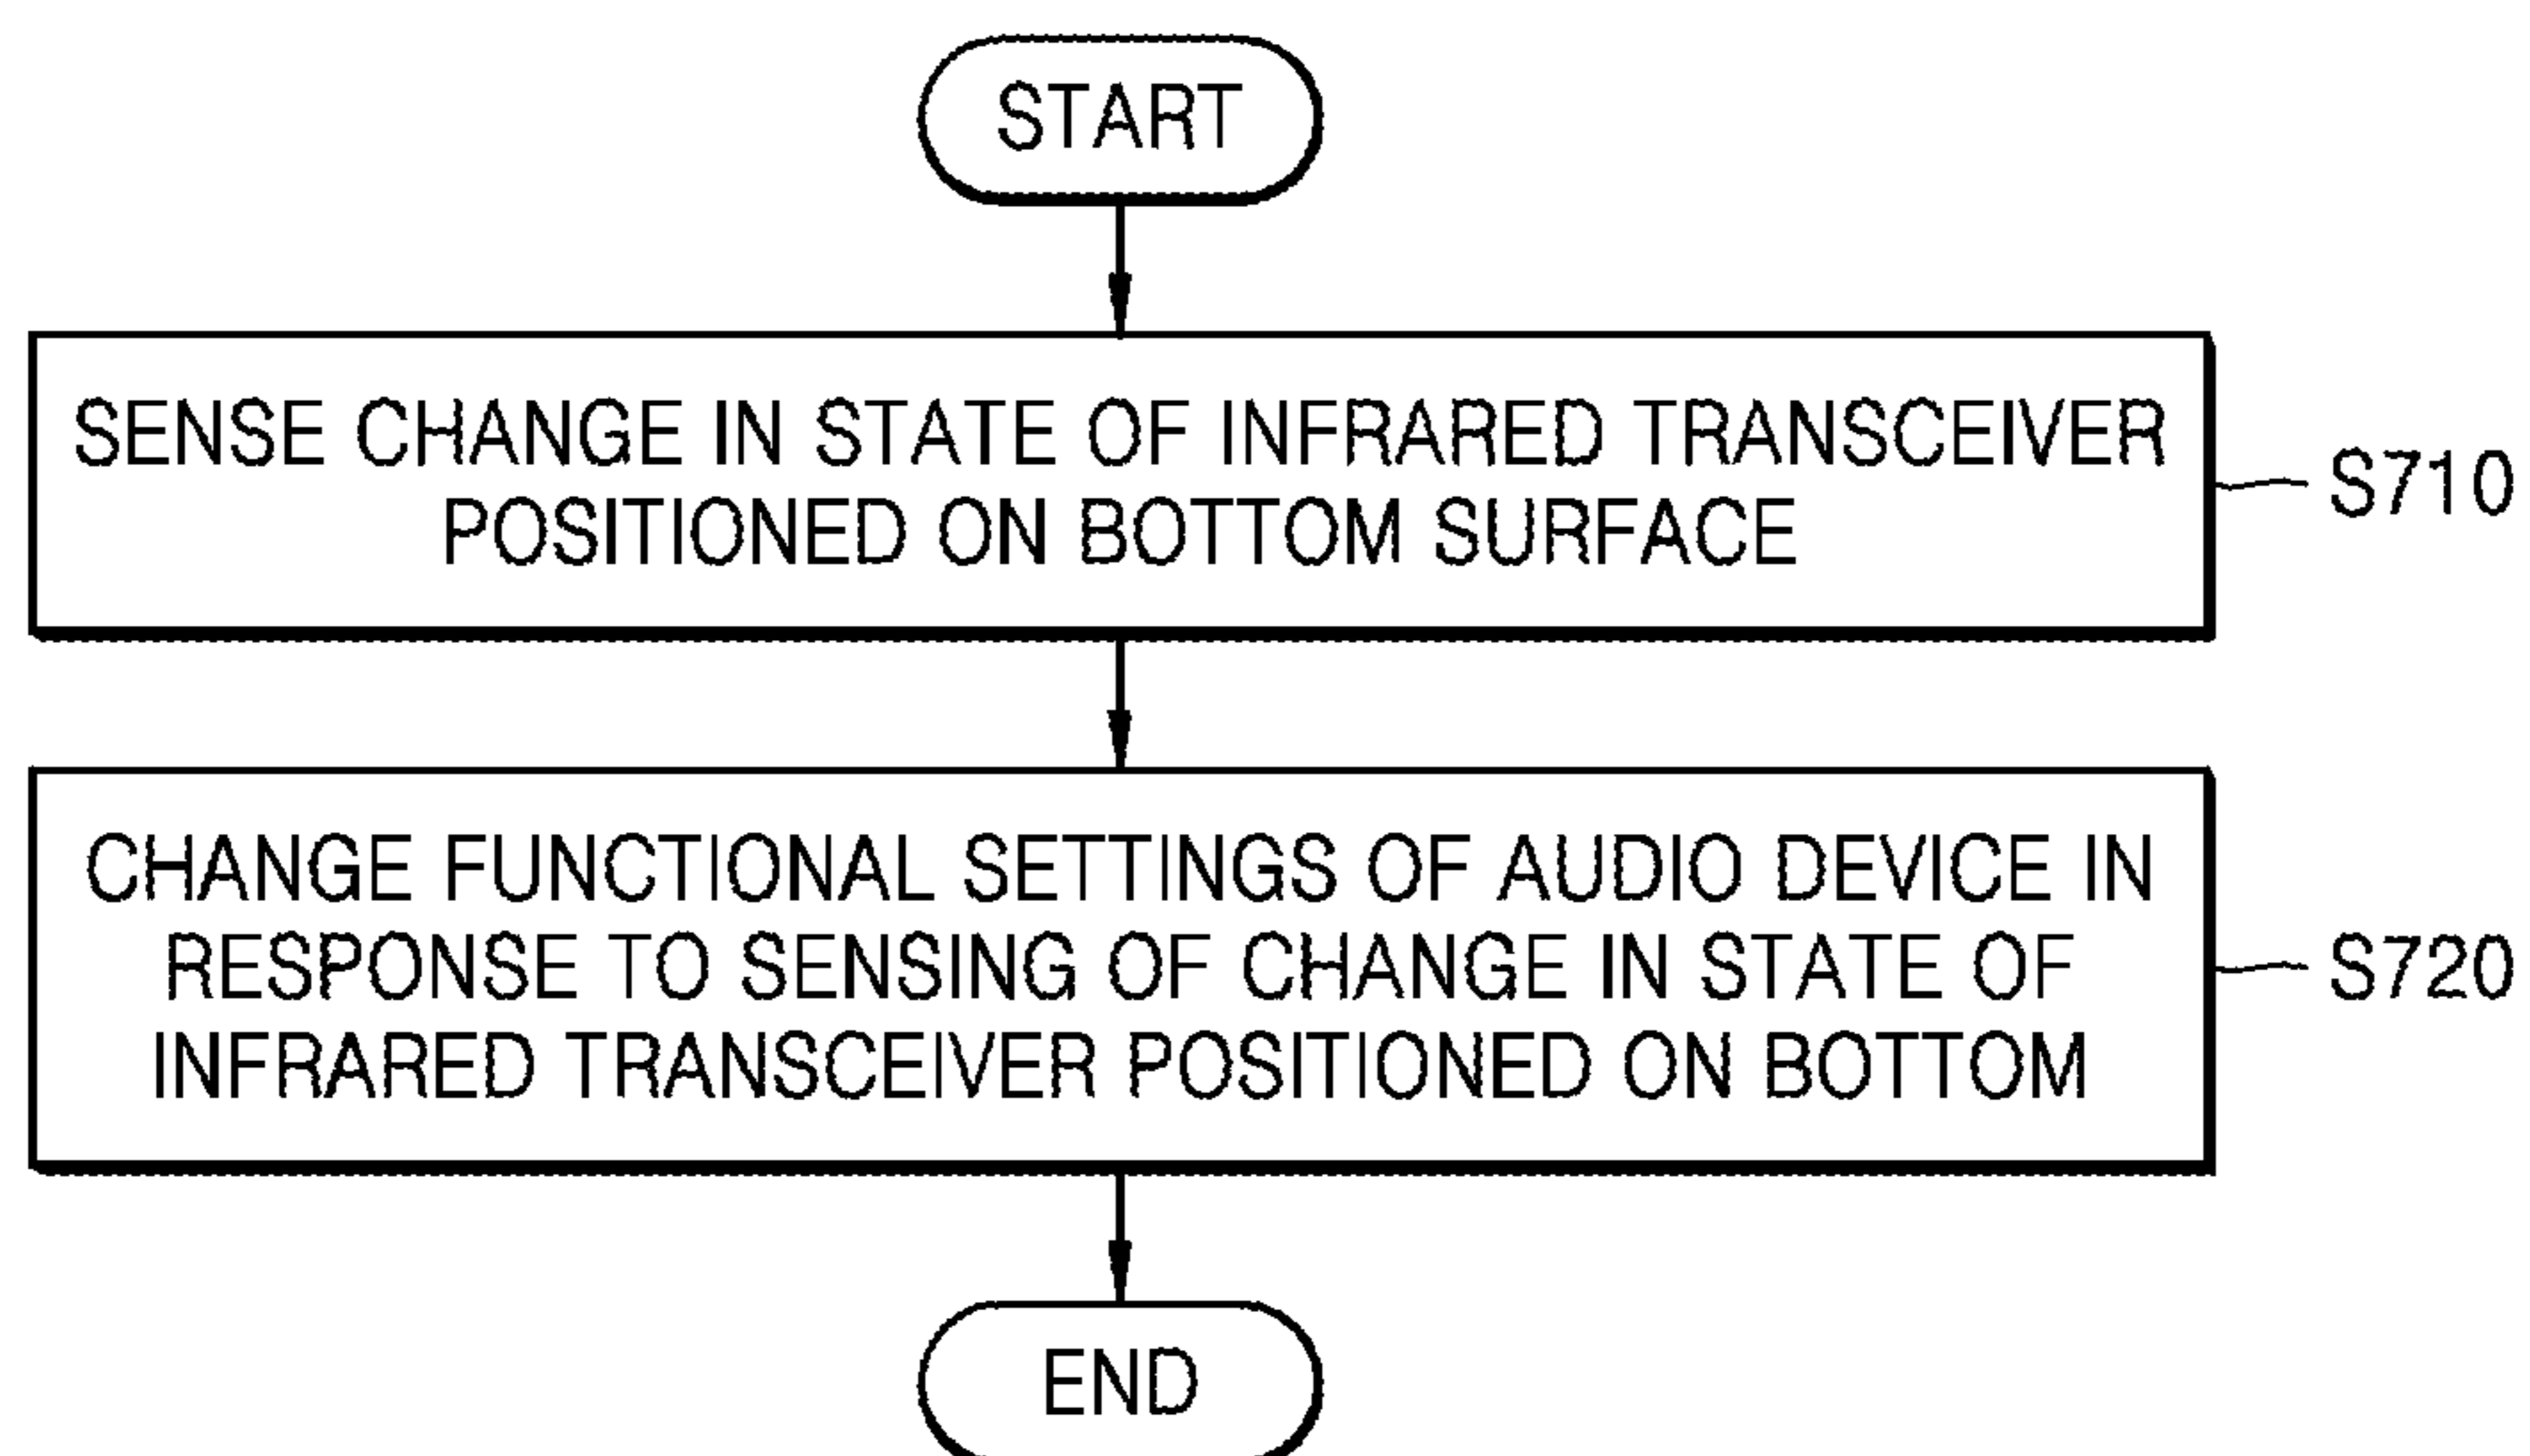 START
SENSE CHANGE IN STATE OF INFRARED TRANSCEIVER
POSITIONED ON BOTTOM SURFACE
S710
CHANGE FUNCTIONAL SETTINGS OF AUDIO DEVICE IN
RESPONSE TO SENSING OF CHANGE IN STATE OF
INFRARED TRANSCEIVER POSITIONED ON BOTTOM
S720
END